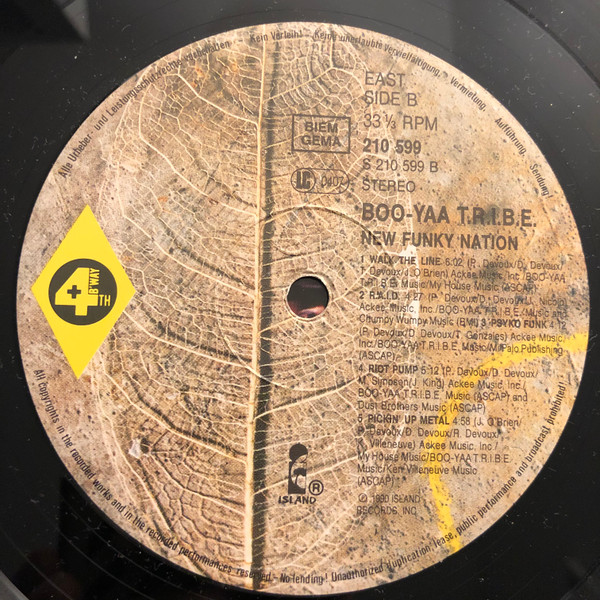 EAST
SIDE B
33 ⅓ RPM
BIEM
GEMA
210 599
S 210 599 B
LC 0407
STEREO
BOO-YAA T.R.I.B.E.
NEW FUNKY NATION
1 WALK THE LINE 6:02 (P. Devoux/D. Devoux/
T. Devoux/J. O'Brien) Ackee Music, Inc./BOO-YAA
T.R.I.B.E. Music/My House Music (ASCAP)
2 R.A.I.D. 4:27 (P. Devoux/J. Nicolo)
Ackee Music, Inc./BOO-YAA T.R.I.B.E. Music/and
Chumpy Wumpy Music (BMI) 3 PSYKO FUNK 4:12
(P. Devoux/D. Devoux/T. Gonzales) Ackee Music,
Inc./BOO-YAA T.R.I.B.E. Music/ Publishing
(ASCAP)
4 RIOT PUMP 5:12 (P. Devoux/D. Devoux/
M. Simpson/J. King) Ackee Music, Inc./
BOO-YAA T.R.I.B.E. Music (ASCAP) and
Dust Brothers Music (ASCAP)
5 PICKIN' UP METAL 4:58 (J. O'Brien/
P. Devoux/D. Devoux/R. Devoux/
K. Villeneuve) Ackee Music, Inc./
My House Music/BOO-YAA T.R.I.B.E.
Music/Ken Villeneuve Music
(ASCAP)
℗ 1990 ISLAND
RECORDS, INC.
4
+
B'WAY
TH
ISLAND ®
Alle Urheber- und Leistungsschutzrechte vorbehalten Kein Verleih! - Keine unerlaubte Vervielfältigung, Vermietung, Aufführung, Sendung!
All copyrights in the recorded works and in the recorded performances reserved - No lending! Unauthorized duplication, lease, public performance and broadcast prohibited!